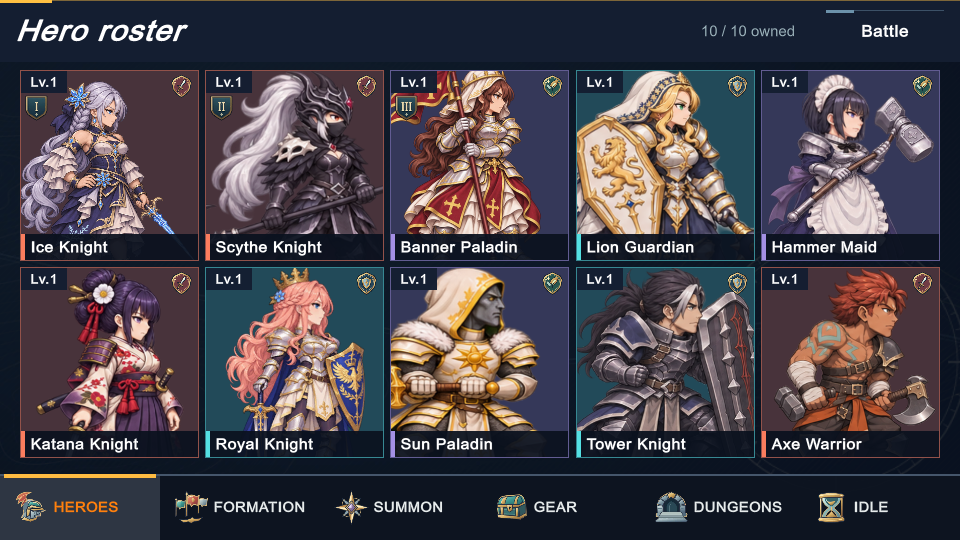 Hero roster
10 / 10 owned
Battle
Lv.1
I
Ice Knight
Lv.1
II
Scythe Knight
Lv.1
III
Banner Paladin
Lv.1
Lion Guardian
Lv.1
Hammer Maid
Lv.1
Katana Knight
Lv.1
Royal Knight
Lv.1
Sun Paladin
Lv.1
Tower Knight
Lv.1
Axe Warrior
HEROES
FORMATION
SUMMON
GEAR
DUNGEONS
IDLE